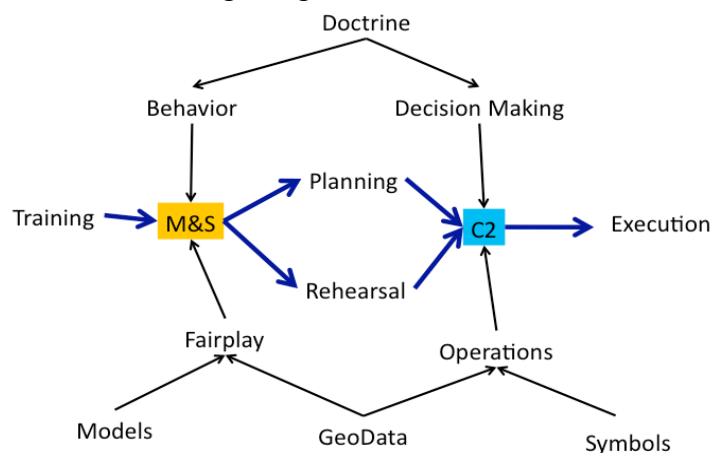 Doctrine
Behavior
Decision Making
Planning
Training
M&S
C2
Execution
Rehearsal
Fairplay
Operations
Models
GeoData
Symbols